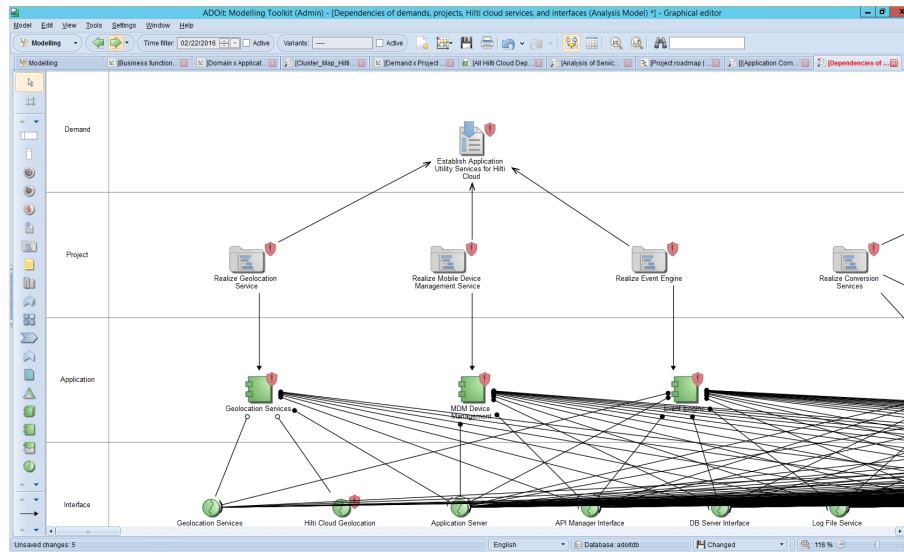 ADOit: Modelling Toolkit (Admin) - [Dependencies of demands, projects, Hilti cloud services, and interfaces (Analysis Model) *] - Graphical editor
Model Edit View Tools Settings Window Help
Modelling Time filter: 02/22/2016 Active Variants: ---- Active
Modelling [Business function... [Domain x Applicat... [Cluster_Map_Hilti... [Demand x Project ... [All Hilti Cloud Dep... [Analysis of Servic... [Project roadmap | ... [(Application Com... [Dependencies of ...
Demand
Establish Application
Utility Services for Hilti
Cloud
Project
Realize Geolocation
Service
Realize Mobile Device
Management Service
Realize Event Engine
Realize Conversion
Services
Application
Geolocation Services
MDM Device
Management
Event Engine
Interface
Geolocation Services
Hilti Cloud Geolocation
Application Server
API Manager Interface
DB Server Interface
Log File Service
Unsaved changes: 5 English Database: adoitdb Changed 116 %